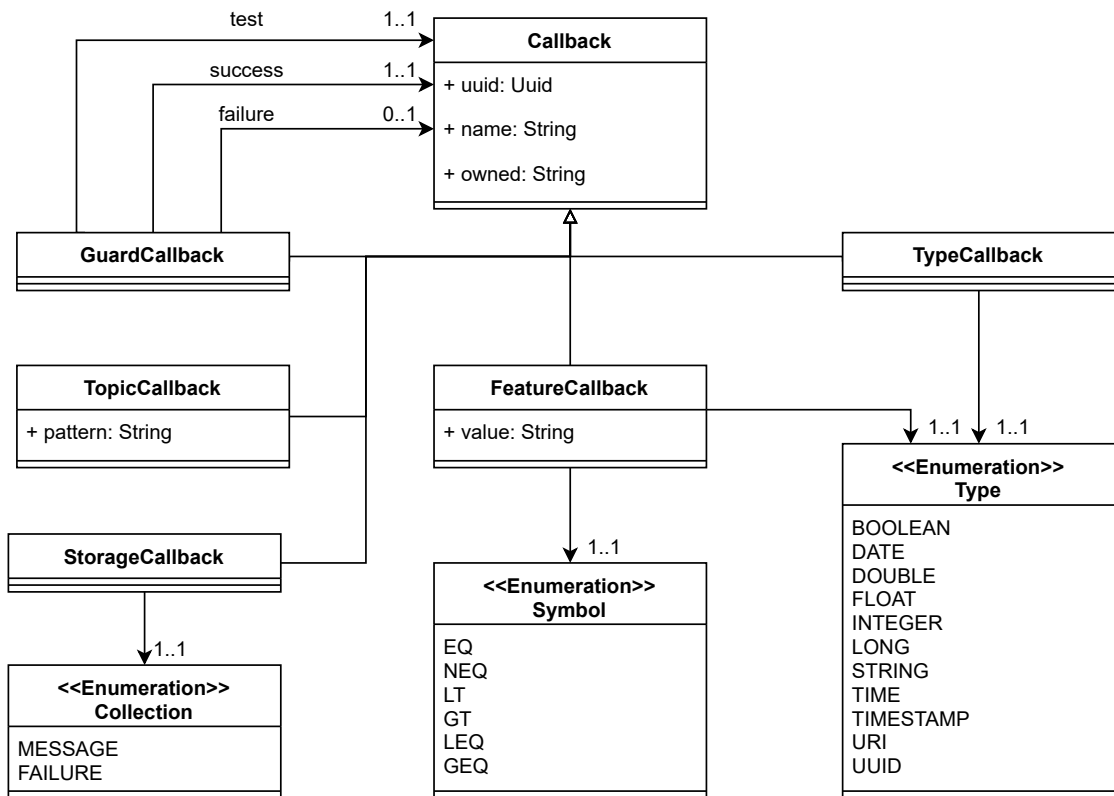 test
1..1
success
1..1
failure
0..1
Callback
+ uuid: Uuid
+ name: String
+ owned: String
GuardCallback
TypeCallback
TopicCallback
+ pattern: String
FeatureCallback
+ value: String
1..1
1..1
<<Enumeration>>
Type
BOOLEAN
DATE
DOUBLE
FLOAT
INTEGER
LONG
STRING
TIME
TIMESTAMP
URI
UUID
StorageCallback
1..1
<<Enumeration>>
Symbol
EQ
NEQ
LT
GT
LEQ
GEQ
1..1
<<Enumeration>>
Collection
MESSAGE
FAILURE